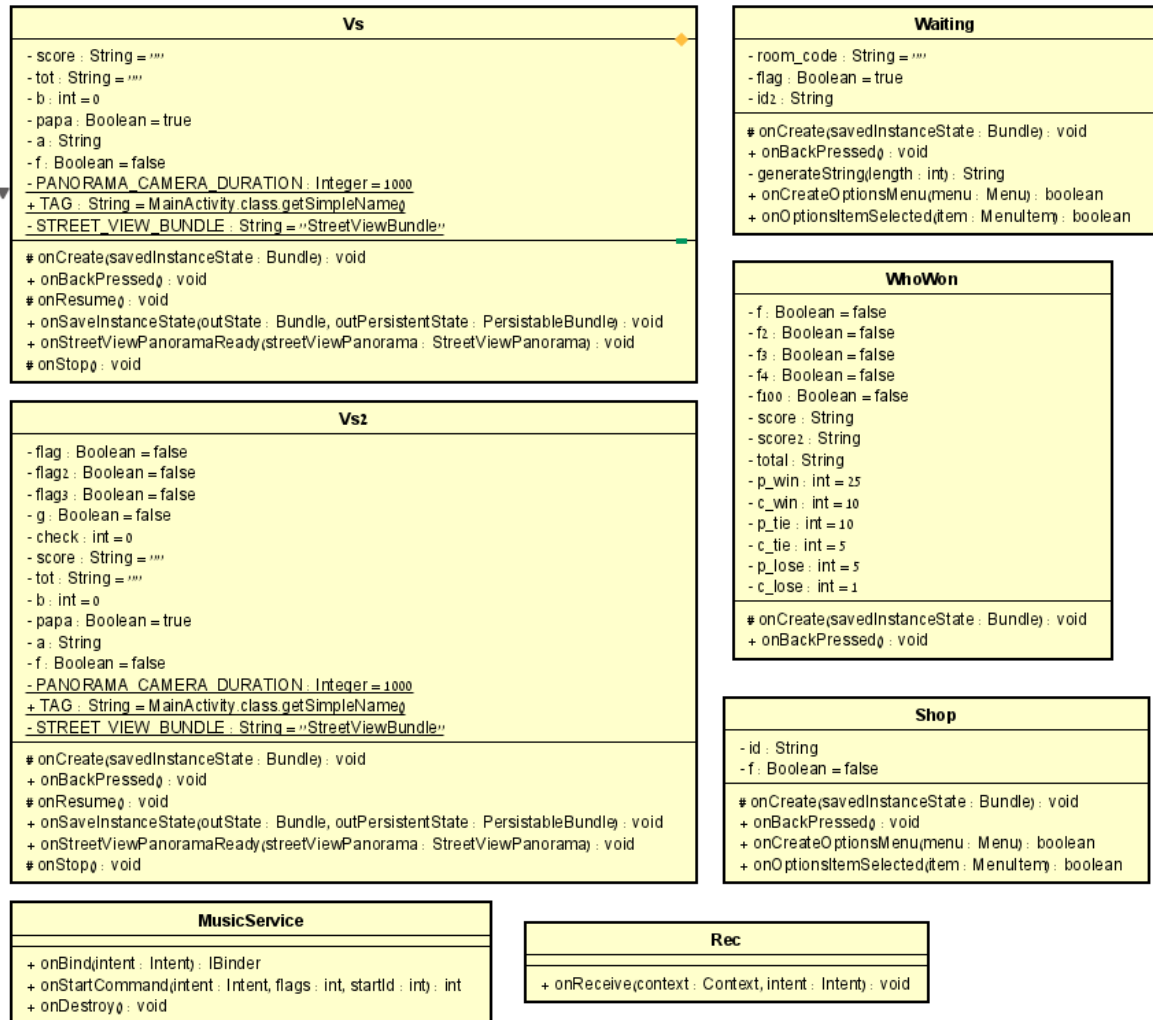 Vs
- score : String = ""
- tot : String = ""
- b : int = 0
- papa : Boolean = true
- a : String
- f : Boolean = false
- PANORAMA_CAMERA_DURATION : Integer = 1000
+ TAG : String = MainActivity.class.getSimpleName()
- STREET_VIEW_BUNDLE : String = "StreetViewBundle"
# onCreate(savedInstanceState : Bundle) : void
+ onBackPressed() : void
# onResume() : void
+ onSaveInstanceState(outState : Bundle, outPersistentState : PersistableBundle) : void
+ onStreetViewPanoramaReady(streetViewPanorama : StreetViewPanorama) : void
# onStop() : void
Waiting
- room_code : String = ""
- flag : Boolean = true
- id2 : String
# onCreate(savedInstanceState : Bundle) : void
+ onBackPressed() : void
- generateString(length : int) : String
+ onCreateOptionsMenu(menu : Menu) : boolean
+ onOptionsItemSelected(item : MenuItem) : boolean
WhoWon
- f : Boolean = false
- f2 : Boolean = false
- f3 : Boolean = false
- f4 : Boolean = false
- f100 : Boolean = false
- score : String
- score2 : String
- total : String
- p_win : int = 25
- c_win : int = 10
- p_tie : int = 10
- c_tie : int = 5
- p_lose : int = 5
- c_lose : int = 1
# onCreate(savedInstanceState : Bundle) : void
+ onBackPressed() : void
Vs2
- flag : Boolean = false
- flag2 : Boolean = false
- flag3 : Boolean = false
- g : Boolean = false
- check : int = 0
- score : String = ""
- tot : String = ""
- b : int = 0
- papa : Boolean = true
- a : String
- f : Boolean = false
- PANORAMA_CAMERA_DURATION : Integer = 1000
+ TAG : String = MainActivity.class.getSimpleName()
- STREET_VIEW_BUNDLE : String = "StreetViewBundle"
# onCreate(savedInstanceState : Bundle) : void
+ onBackPressed() : void
# onResume() : void
+ onSaveInstanceState(outState : Bundle, outPersistentState : PersistableBundle) : void
+ onStreetViewPanoramaReady(streetViewPanorama : StreetViewPanorama) : void
# onStop() : void
Shop
- id : String
- f : Boolean = false
# onCreate(savedInstanceState : Bundle) : void
+ onBackPressed() : void
+ onCreateOptionsMenu(menu : Menu) : boolean
+ onOptionsItemSelected(item : MenuItem) : boolean
MusicService
+ onBind(intent : Intent) : IBinder
+ onStartCommand(intent : Intent, flags : int, startId : int) : int
+ onDestroy() : void
Rec
+ onReceive(context : Context, intent : Intent) : void